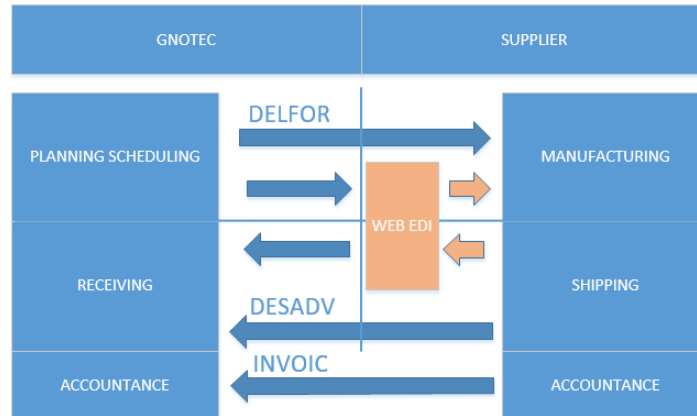 GNOTEC
SUPPLIER
DELFOR
PLANNING SCHEDULING
MANUFACTURING
WEB EDI
RECEIVING
SHIPPING
DESADV
INVOIC
ACCOUNTANCE
ACCOUNTANCE